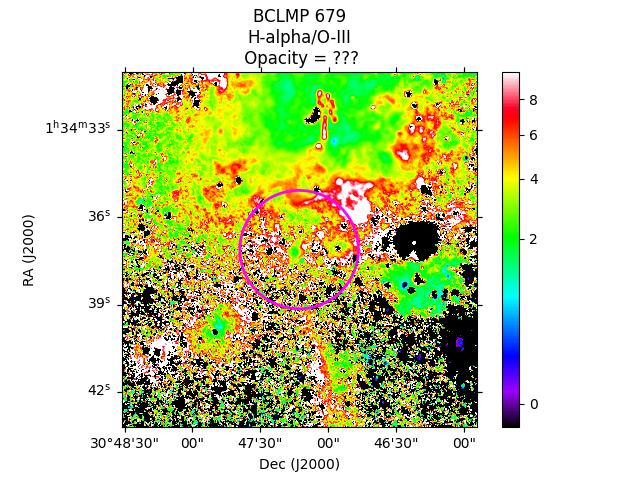 BCLMP 679
H-alpha/O-III
Opacity = ???
1h34m33s
36s
39s
42s
RA (J2000)
30°48'30" 00" 47'30" 00" 46'30" 00"
Dec (J2000)
8
6
4
2
0